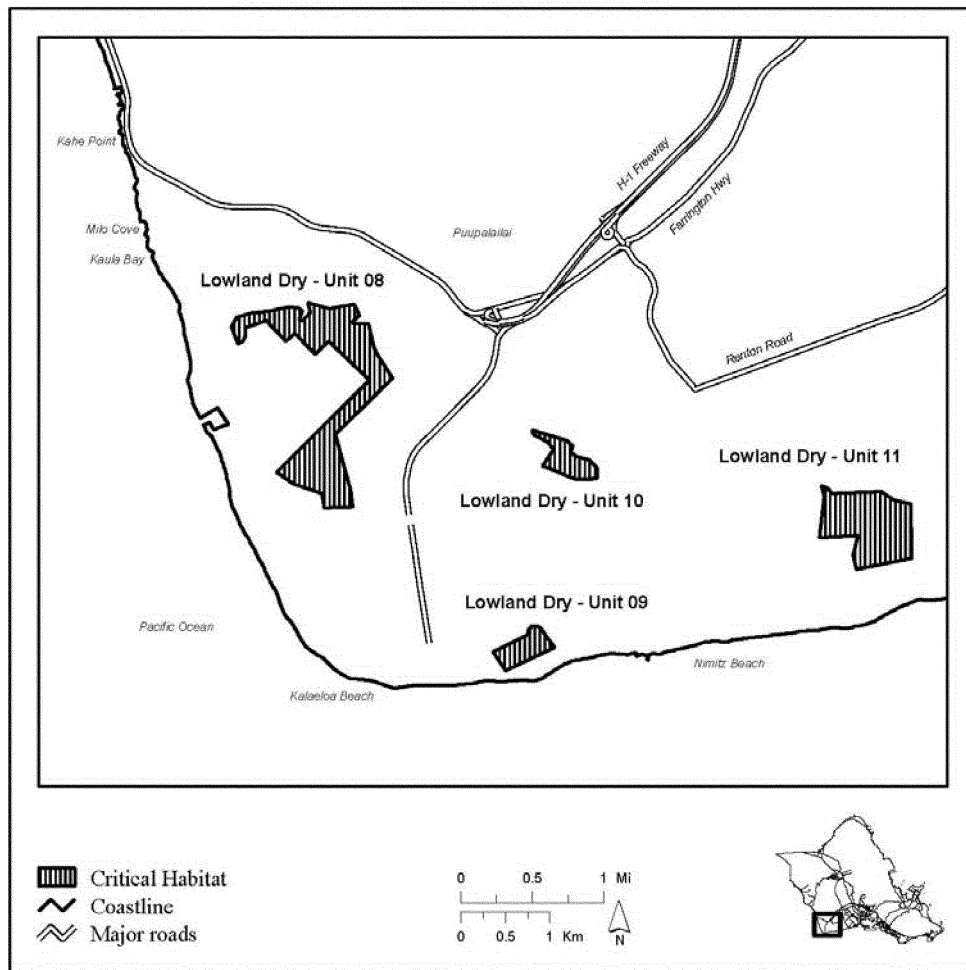 Kahe Point
H-1 Freeway
Farrington Hwy
Milo Cove
Puupalailai
Kaula Bay
Lowland Dry - Unit 08
Renton Road
Lowland Dry - Unit 11
Lowland Dry - Unit 10
Lowland Dry - Unit 09
Pacific Ocean
Nimitz Beach
Kalaeloa Beach
Critical Habitat
Coastline
Major roads
0 0.5 1 Mi
0 0.5 1 Km
N